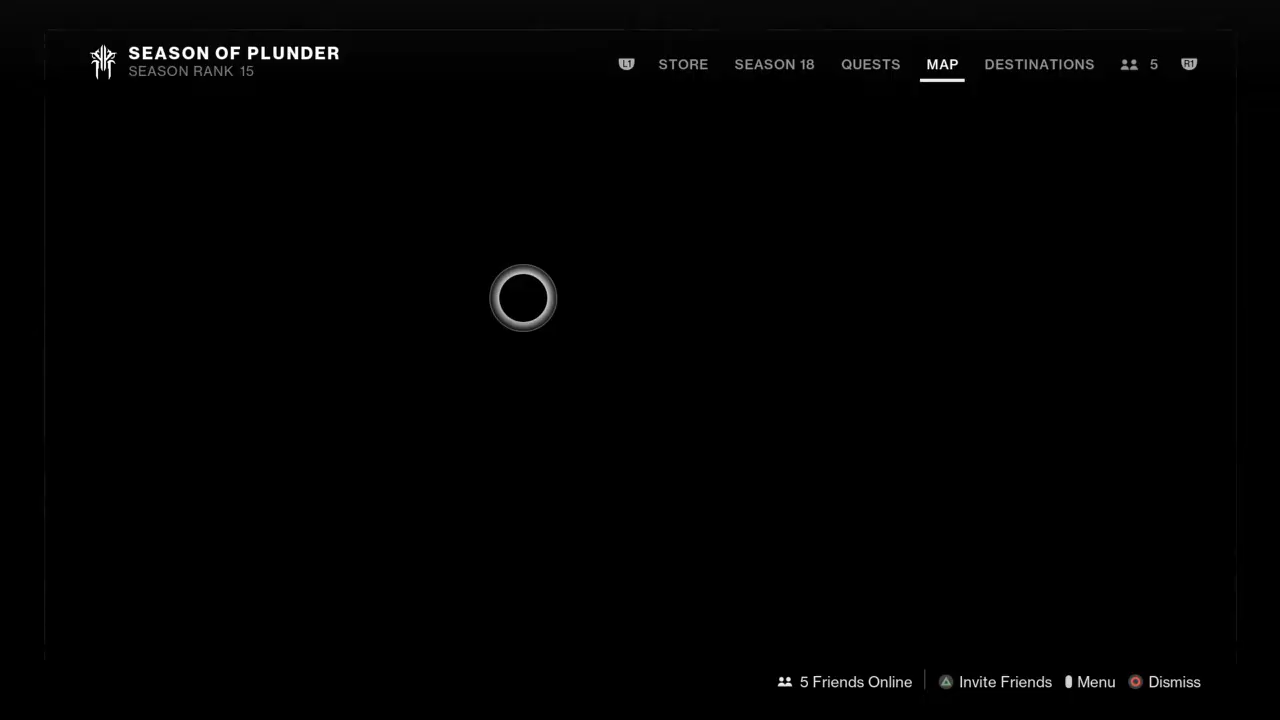 SEASON OF PLUNDER
SEASON RANK 15
L1 STORE SEASON 18 QUESTS MAP DESTINATIONS 5 R1
5 Friends Online Invite Friends Menu Dismiss